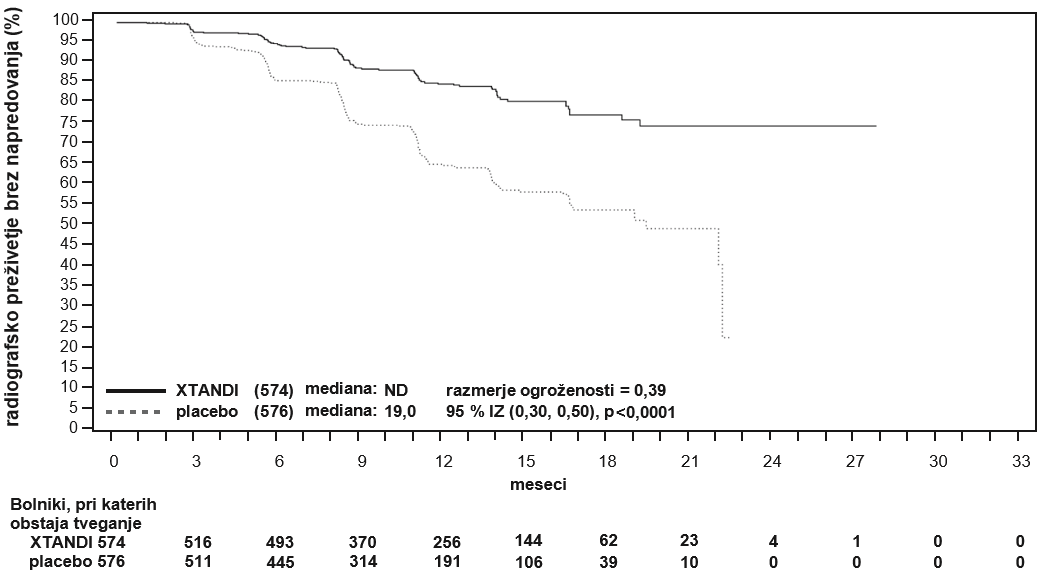 radiografsko preživetje brez napredovanja (%)
100
95
90
85
80
75
70
65
60
55
50
45
40
35
30
25
20
15
10
5
0
XTANDI (574) mediana: ND razmerje ogroženosti = 0,39
placebo (576) mediana: 19,0 95 % IZ (0,30, 0,50), p<0,0001
0 3 6 9 12 15 18 21 24 27 30 33
meseci
Bolniki, pri katerih
obstaja tveganje
XTANDI 574 516 493 370 256 144 62 23 4 1 0 0
placebo 576 511 445 314 191 106 39 10 0 0 0 0